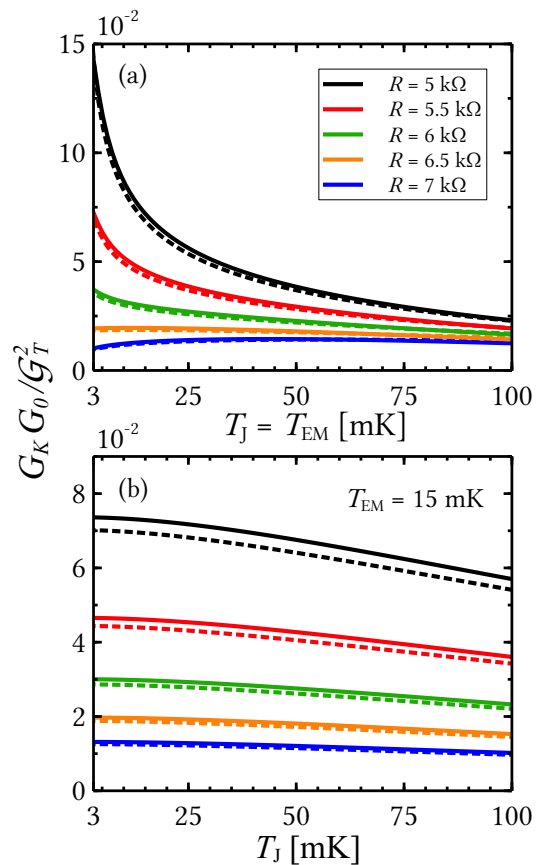 10⁻²
15
(a)
R = 5 kΩ
R = 5.5 kΩ
R = 6 kΩ
R = 6.5 kΩ
R = 7 kΩ
10
5
0
3 25 50 75 100
T_J = T_EM [mK]
G_K G_0/𝒢_T^2
10⁻²
(b)
T_EM = 15 mK
8
6
4
2
0
3 25 50 75 100
T_J [mK]